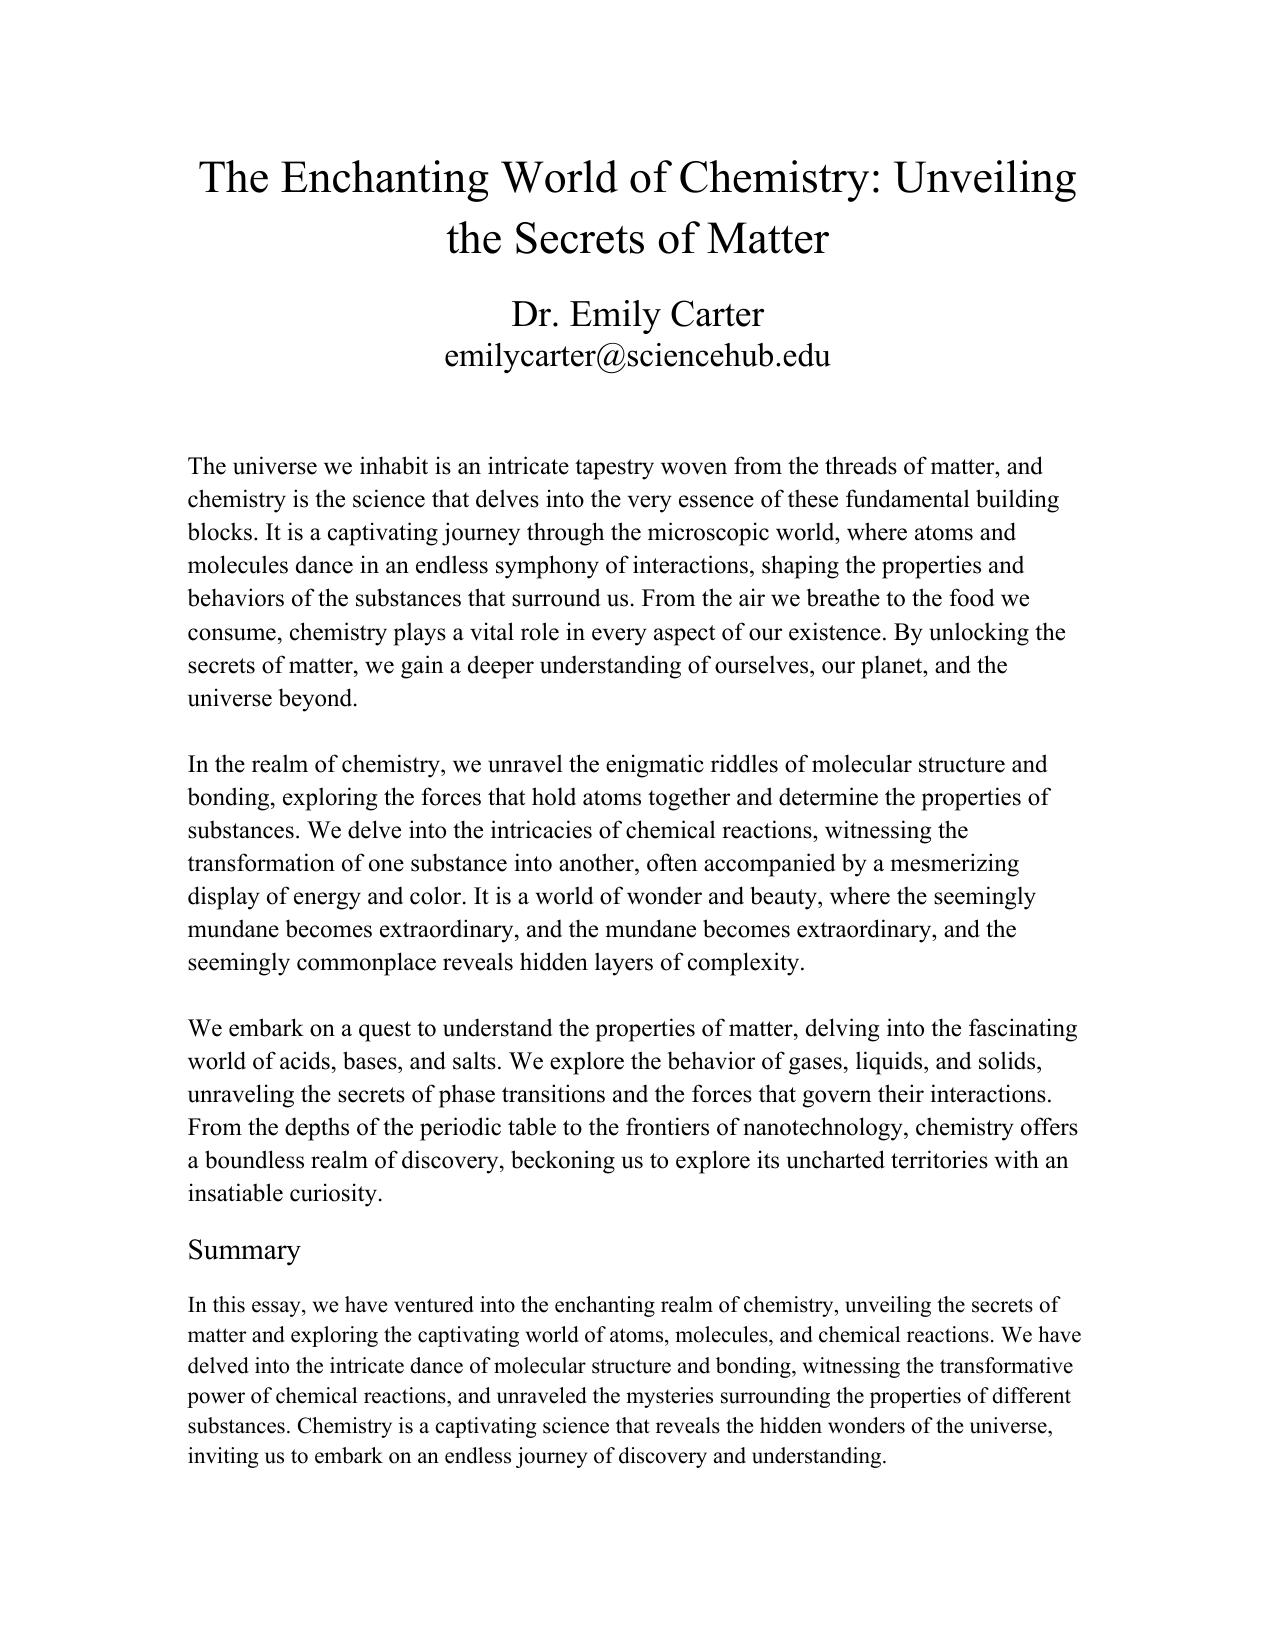 The Enchanting World of Chemistry: Unveiling
the Secrets of Matter
Dr. Emily Carter
emilycarter@sciencehub.edu
The universe we inhabit is an intricate tapestry woven from the threads of matter, and
chemistry is the science that delves into the very essence of these fundamental building
blocks. It is a captivating journey through the microscopic world, where atoms and
molecules dance in an endless symphony of interactions, shaping the properties and
behaviors of the substances that surround us. From the air we breathe to the food we
consume, chemistry plays a vital role in every aspect of our existence. By unlocking the
secrets of matter, we gain a deeper understanding of ourselves, our planet, and the
universe beyond.
In the realm of chemistry, we unravel the enigmatic riddles of molecular structure and
bonding, exploring the forces that hold atoms together and determine the properties of
substances. We delve into the intricacies of chemical reactions, witnessing the
transformation of one substance into another, often accompanied by a mesmerizing
display of energy and color. It is a world of wonder and beauty, where the seemingly
mundane becomes extraordinary, and the mundane becomes extraordinary, and the
seemingly commonplace reveals hidden layers of complexity.
We embark on a quest to understand the properties of matter, delving into the fascinating
world of acids, bases, and salts. We explore the behavior of gases, liquids, and solids,
unraveling the secrets of phase transitions and the forces that govern their interactions.
From the depths of the periodic table to the frontiers of nanotechnology, chemistry offers
a boundless realm of discovery, beckoning us to explore its uncharted territories with an
insatiable curiosity.
Summary
In this essay, we have ventured into the enchanting realm of chemistry, unveiling the secrets of
matter and exploring the captivating world of atoms, molecules, and chemical reactions. We have
delved into the intricate dance of molecular structure and bonding, witnessing the transformative
power of chemical reactions, and unraveled the mysteries surrounding the properties of different
substances. Chemistry is a captivating science that reveals the hidden wonders of the universe,
inviting us to embark on an endless journey of discovery and understanding.